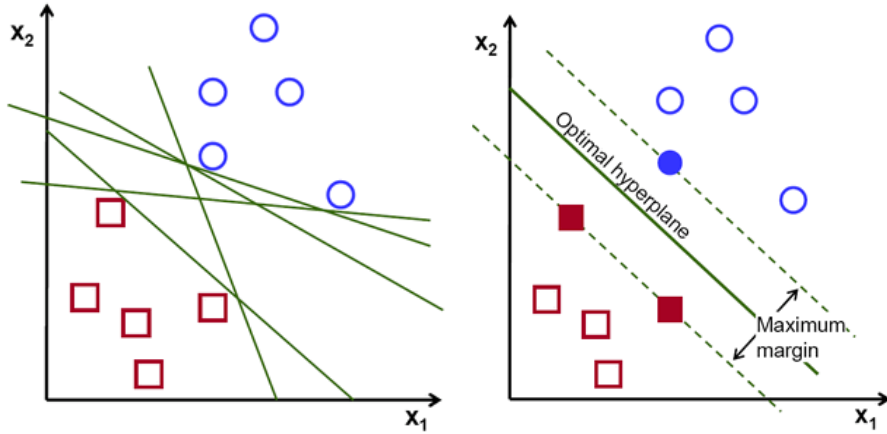 x₂
x₁
x₂
Optimal hyperplane
Maximum
margin
x₁